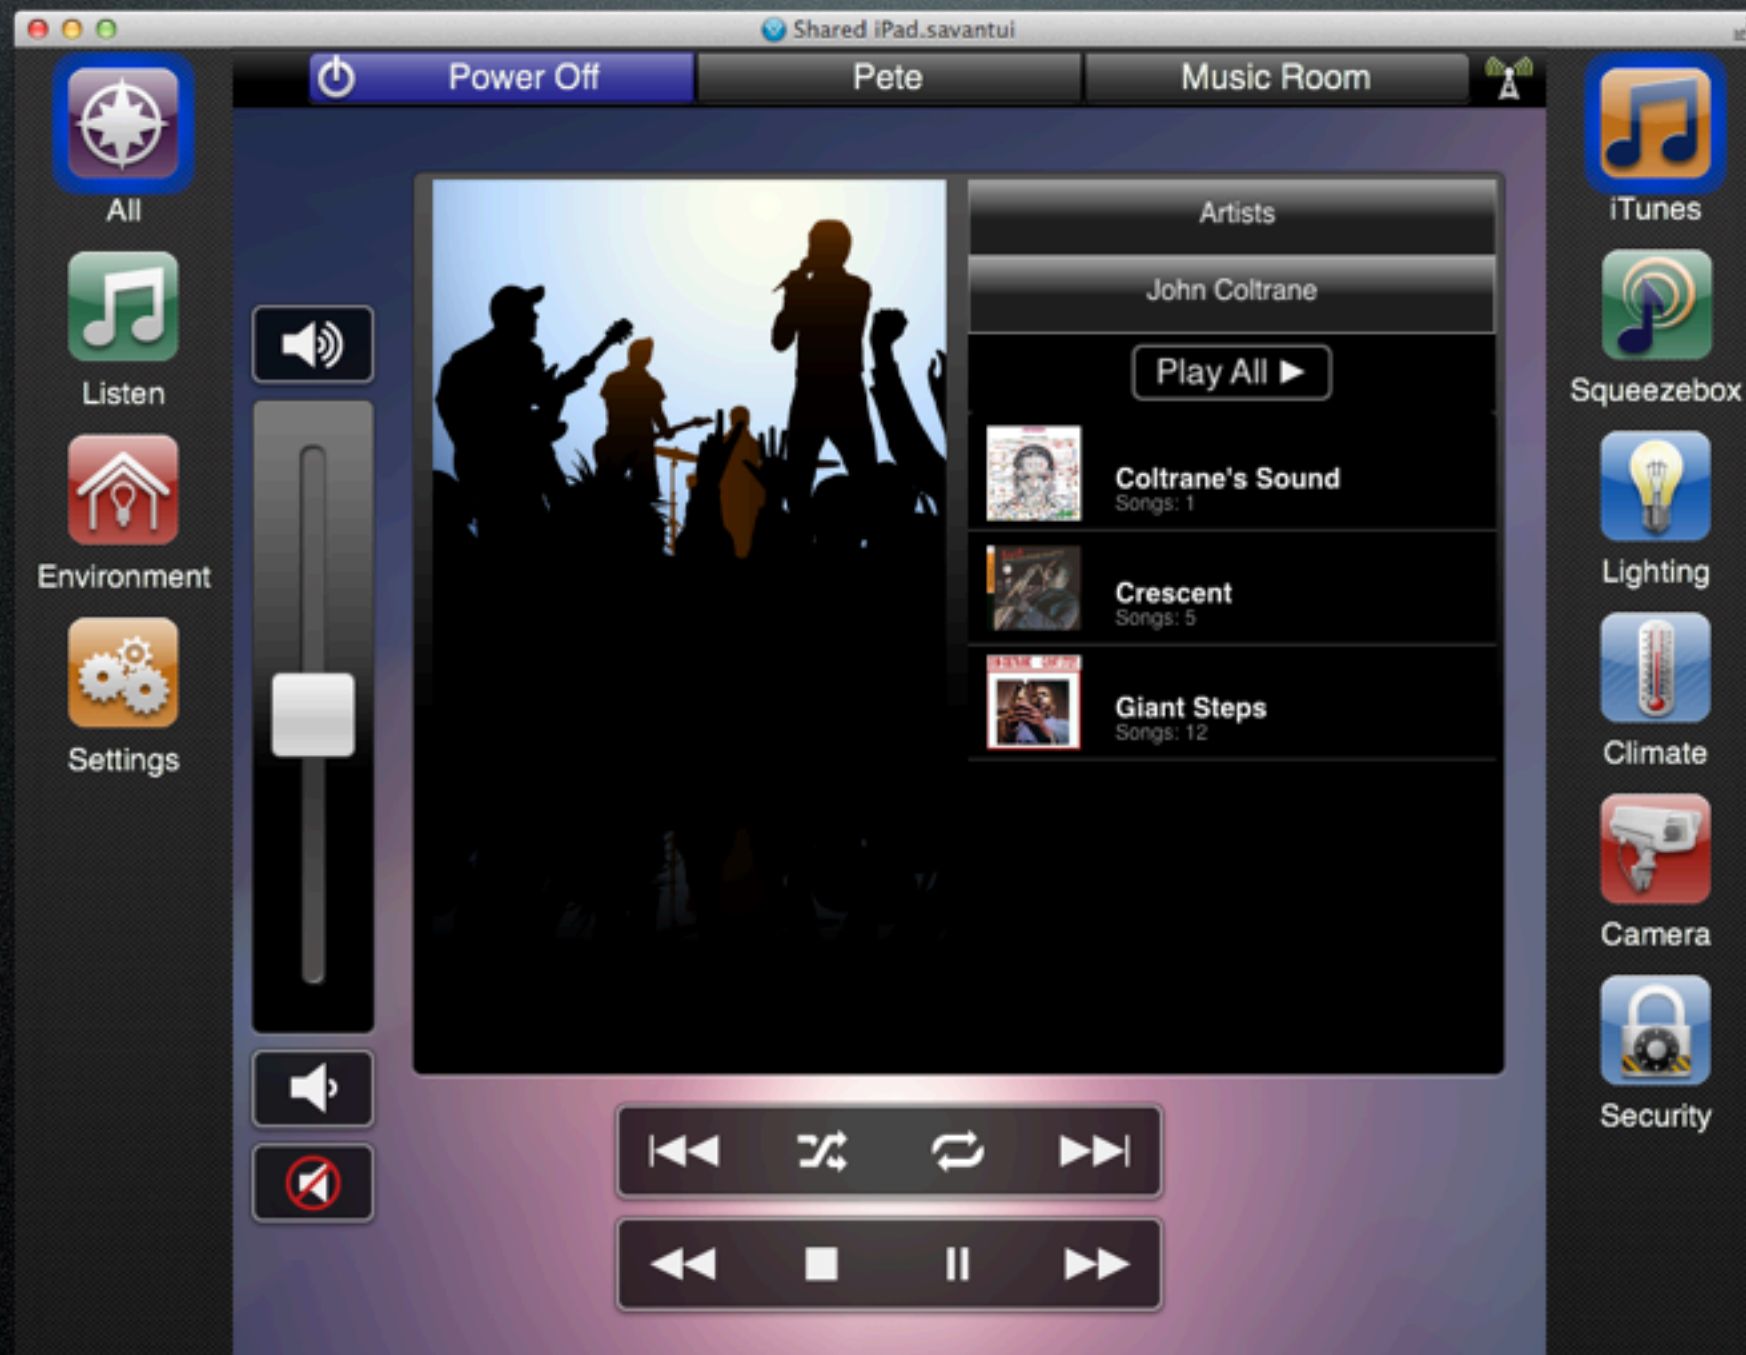 Shared iPad.savantui
Power Off
Pete
Music Room
All
Listen
Environment
Settings
Artists
John Coltrane
Play All
Coltrane's Sound
Songs: 1
Crescent
Songs: 5
Giant Steps
Songs: 12
iTunes
Squeezebox
Lighting
Climate
Camera
Security